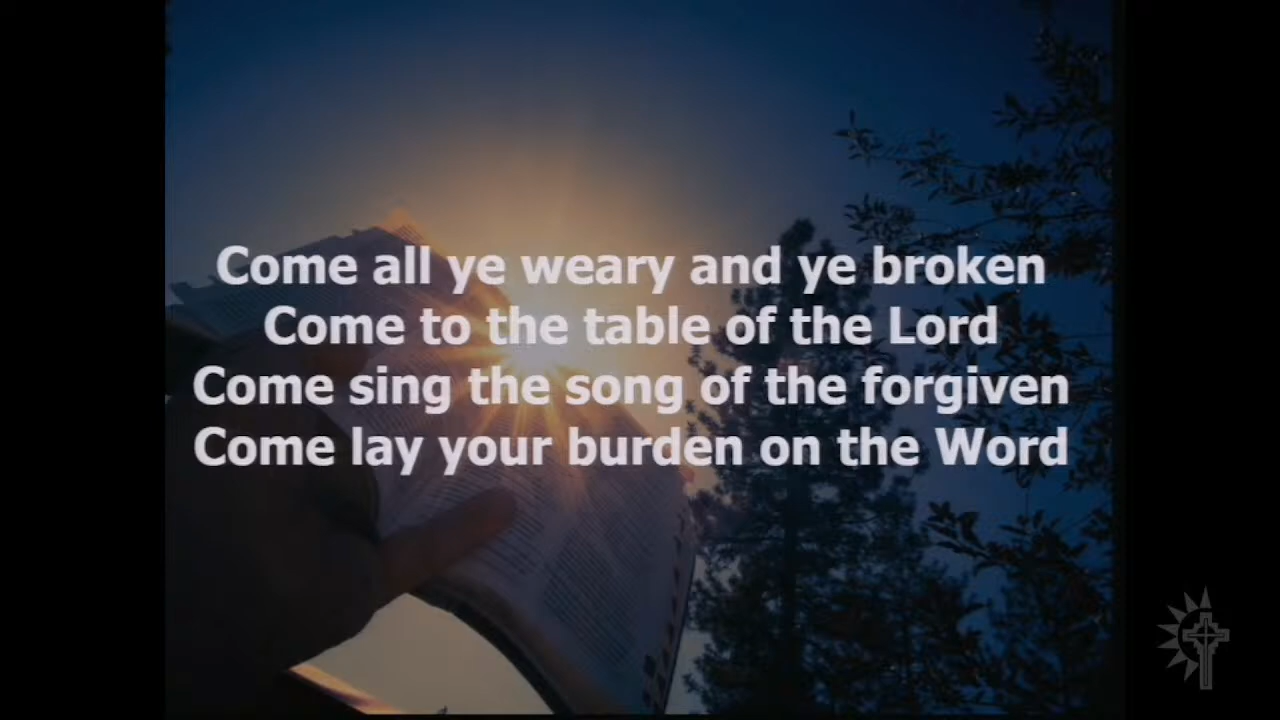 Come all ye weary and ye broken
Come to the table of the Lord
Come sing the song of the forgiven
Come lay your burden on the Word